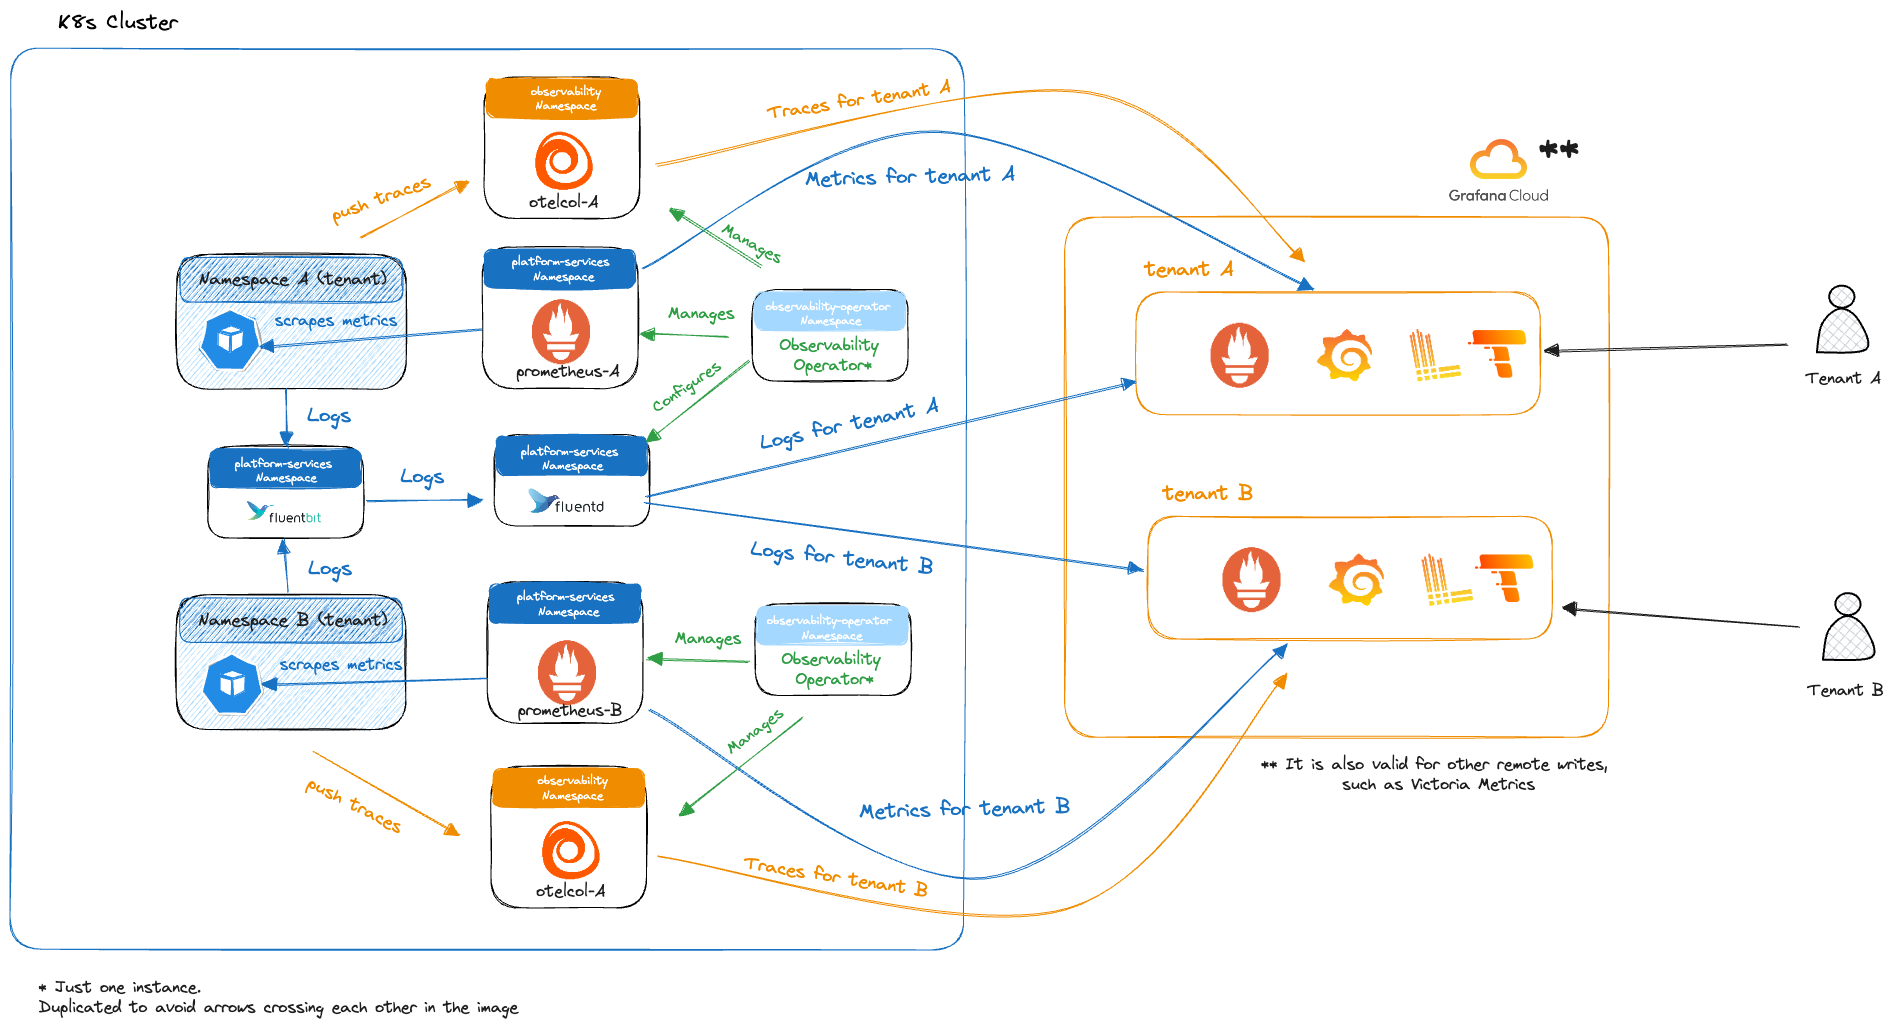 K8s Cluster
observability
Namespace
otelcol-A
Traces for tenant A
Metrics for tenant A
push traces
Manages
**
Grafana Cloud
Namespace A (tenant)
scrapes metrics
platform-services
Namespace
prometheus-A
Manages
observability-operator
Namespace
Observability
Operator*
Configures
tenant A
Tenant A
Logs
platform-services
Namespace
fluentbit
Logs
platform-services
Namespace
fluentd
Logs for tenant A
Logs for tenant B
tenant B
Logs
Namespace B (tenant)
scrapes metrics
platform-services
Namespace
prometheus-B
Manages
observability-operator
Namespace
Observability
Operator*
Manages
Tenant B
push traces
observability
Namespace
otelcol-A
Metrics for tenant B
Traces for tenant B
** It is also valid for other remote writes,
such as Victoria Metrics
* Just one instance.
Duplicated to avoid arrows crossing each other in the image